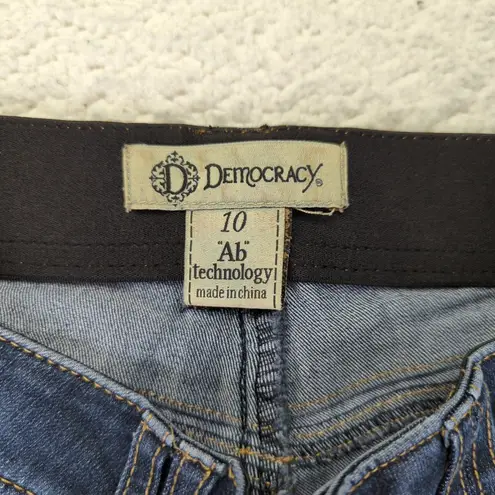 D DEMOCRACY®
10
"Ab"
technology
made in china